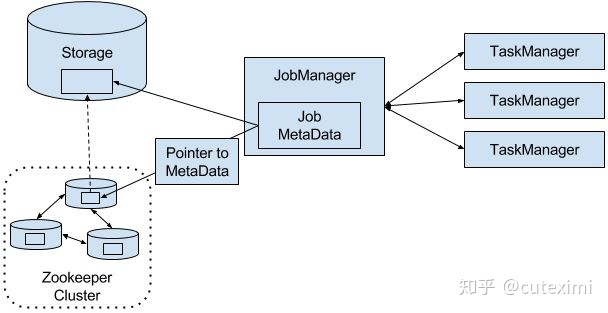 Storage
JobManager
Job
MetaData
TaskManager
TaskManager
TaskManager
Pointer to
MetaData
Zookeeper
Cluster
知乎 @cuteximi